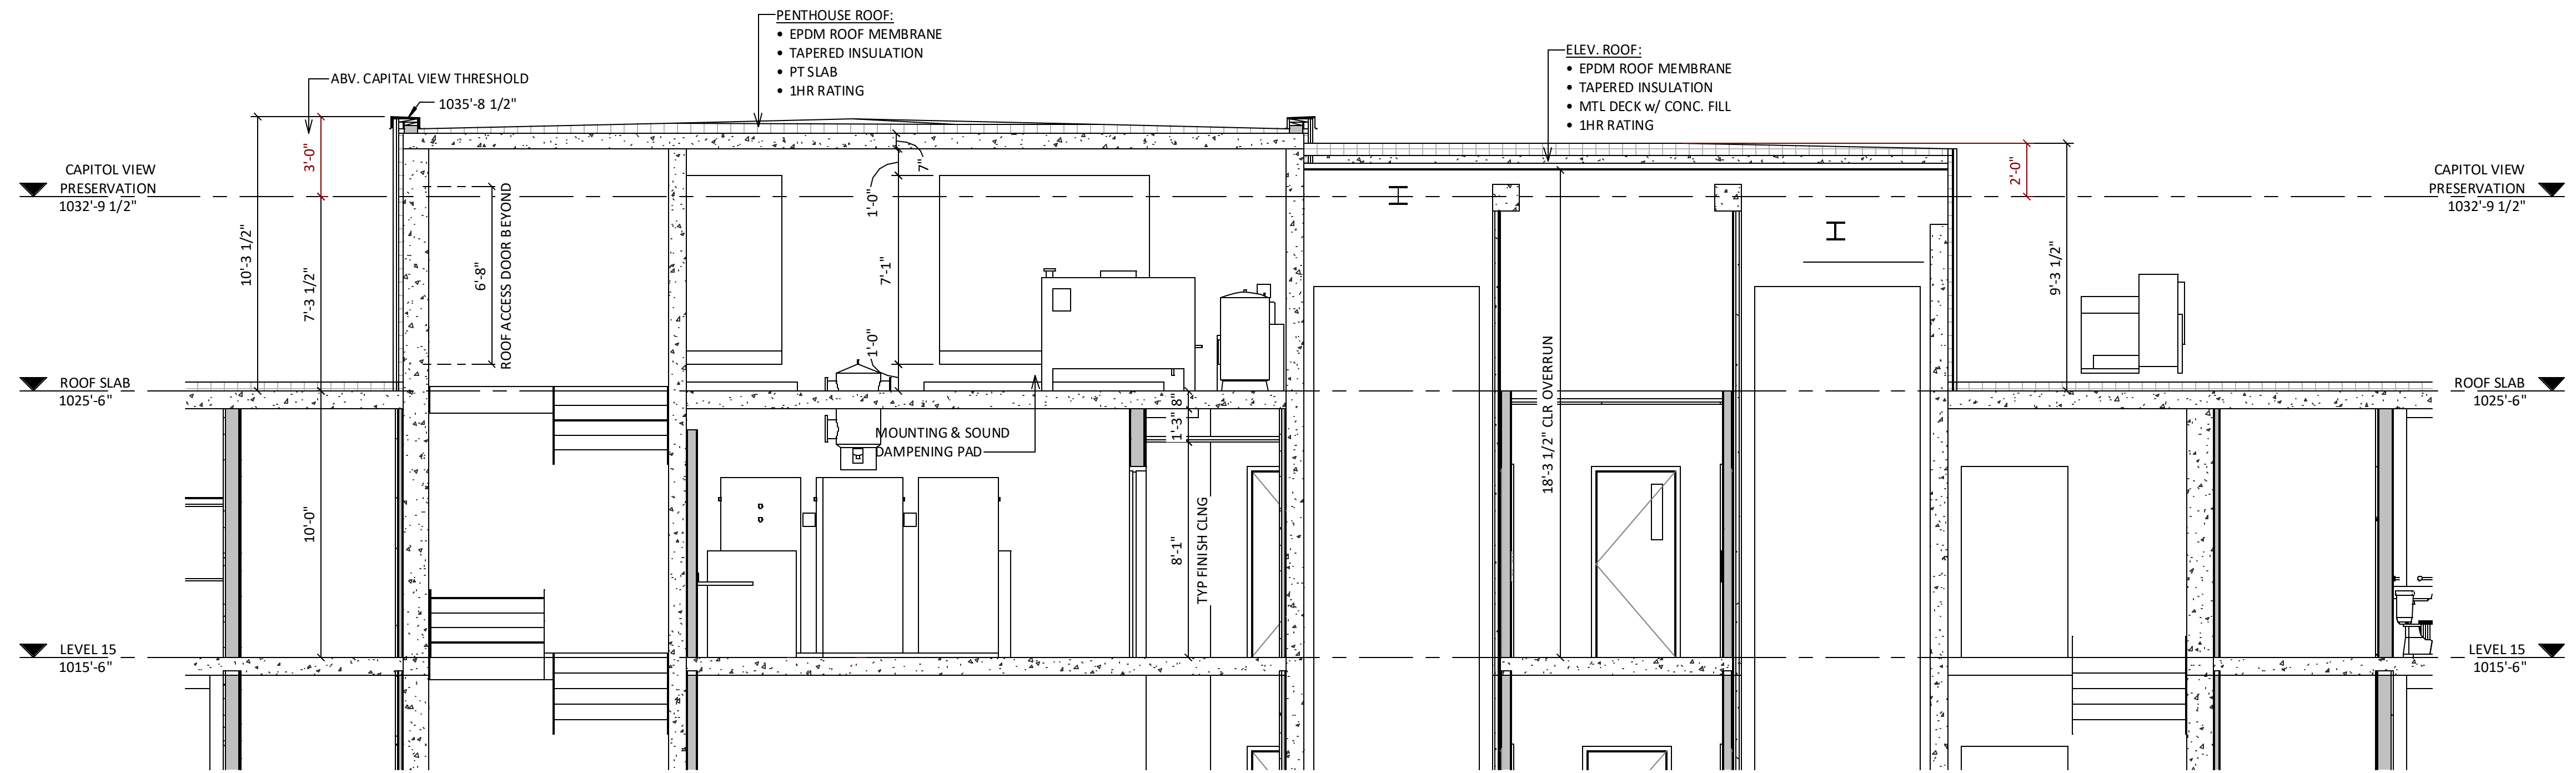 PENTHOUSE ROOF:
• EPDM ROOF MEMBRANE
• TAPERED INSULATION
• PT SLAB
• 1HR RATING
ELEV. ROOF:
• EPDM ROOF MEMBRANE
• TAPERED INSULATION
• MTL DECK w/ CONC. FILL
• 1HR RATING
ABV. CAPITAL VIEW THRESHOLD
1035'-8 1/2"
CAPITOL VIEW
PRESERVATION
1032'-9 1/2"
3'-0"
10'-3 1/2"
7'-3 1/2"
6'-8"
ROOF ACCESS DOOR BEYOND
7"
1'-0"
7'-1"
1'-0"
2'-0"
9'-3 1/2"
CAPITOL VIEW
PRESERVATION
1032'-9 1/2"
ROOF SLAB
1025'-6"
ROOF SLAB
1025'-6"
MOUNTING & SOUND
DAMPENING PAD
8"
1'-3"
18'-3 1/2" CLR OVERRUN
10'-0"
8'-1"
TYP FINISH CLNG
LEVEL 15
1015'-6"
LEVEL 15
1015'-6"